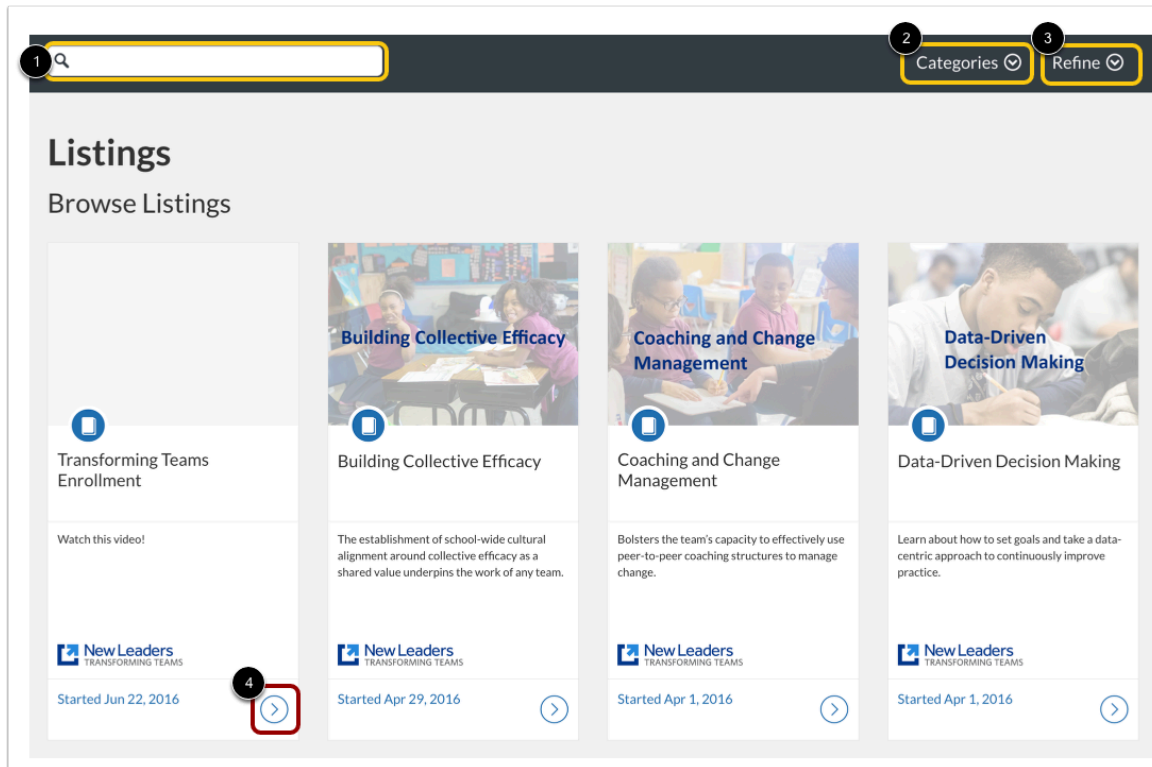 1
2
3
Categories
Refine
Listings
Browse Listings
Building Collective Efficacy
Coaching and Change
Management
Data-Driven
Decision Making
Transforming Teams
Enrollment
Building Collective Efficacy
Coaching and Change
Management
Data-Driven Decision Making
Watch this video!
The establishment of school-wide cultural
alignment around collective efficacy as a
shared value underpins the work of any team.
Bolsters the team's capacity to effectively use
peer-to-peer coaching structures to manage
change.
Learn about how to set goals and take a data-
centric approach to continuously improve
practice.
New Leaders
TRANSFORMING TEAMS
New Leaders
TRANSFORMING TEAMS
New Leaders
TRANSFORMING TEAMS
New Leaders
TRANSFORMING TEAMS
4
Started Jun 22, 2016
Started Apr 29, 2016
Started Apr 1, 2016
Started Apr 1, 2016